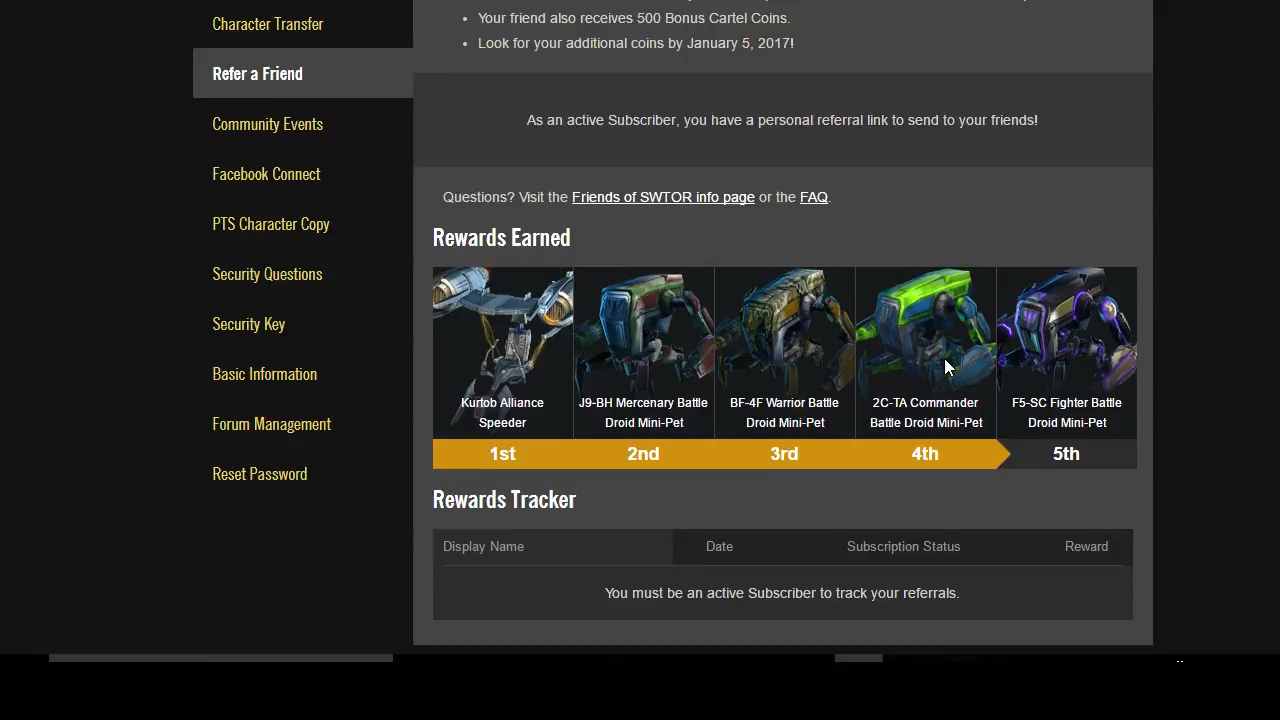 Character Transfer
Refer a Friend
Community Events
Facebook Connect
PTS Character Copy
Security Questions
Security Key
Basic Information
Forum Management
Reset Password
Your friend also receives 500 Bonus Cartel Coins.
Look for your additional coins by January 5, 2017!
As an active Subscriber, you have a personal referral link to send to your friends!
Questions? Visit the Friends of SWTOR info page or the FAQ.
Rewards Earned
Kurtob Alliance
Speeder
J9-BH Mercenary Battle
Droid Mini-Pet
BF-4F Warrior Battle
Droid Mini-Pet
2C-TA Commander
Battle Droid Mini-Pet
F5-SC Fighter Battle
Droid Mini-Pet
1st 2nd 3rd 4th 5th
Rewards Tracker
Display Name Date Subscription Status Reward
You must be an active Subscriber to track your referrals.